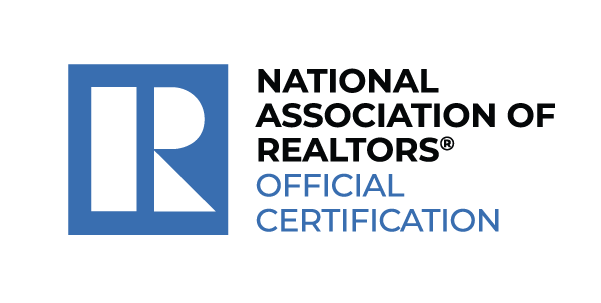 R
NATIONAL
ASSOCIATION OF
REALTORS®
OFFICIAL
CERTIFICATION